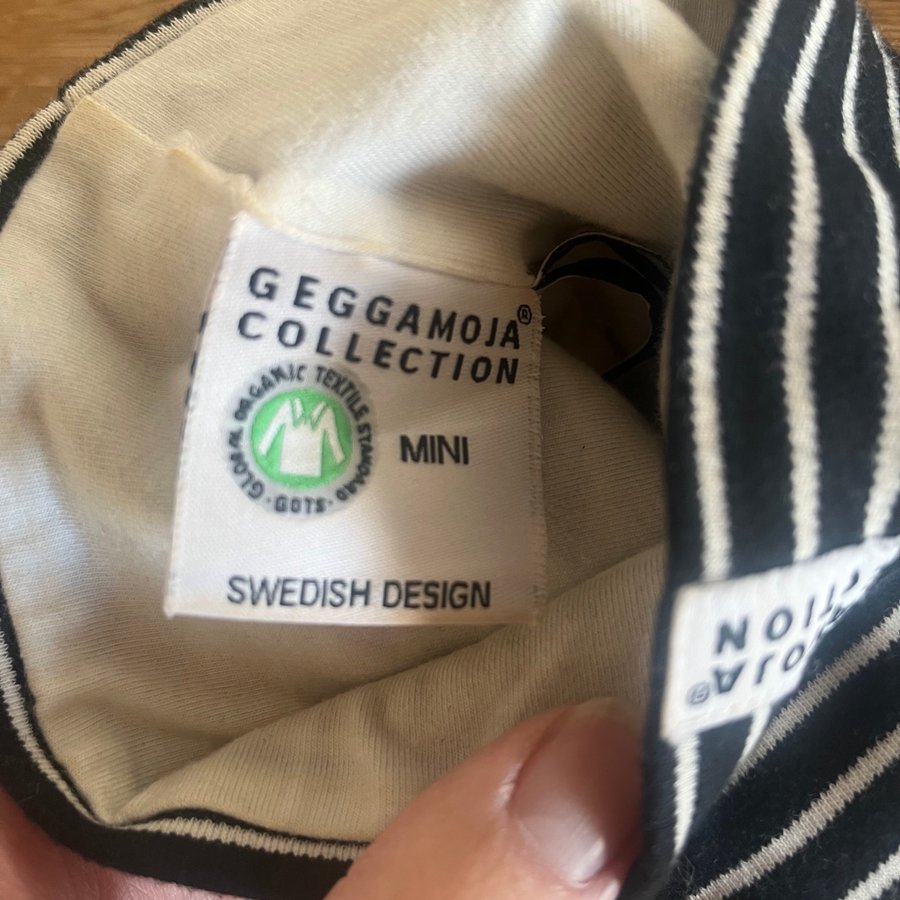 GEGGAMOJA®
COLLECTION
GLOBAL ORGANIC TEXTILE STANDARD
· GOTS ·
MINI
SWEDISH DESIGN